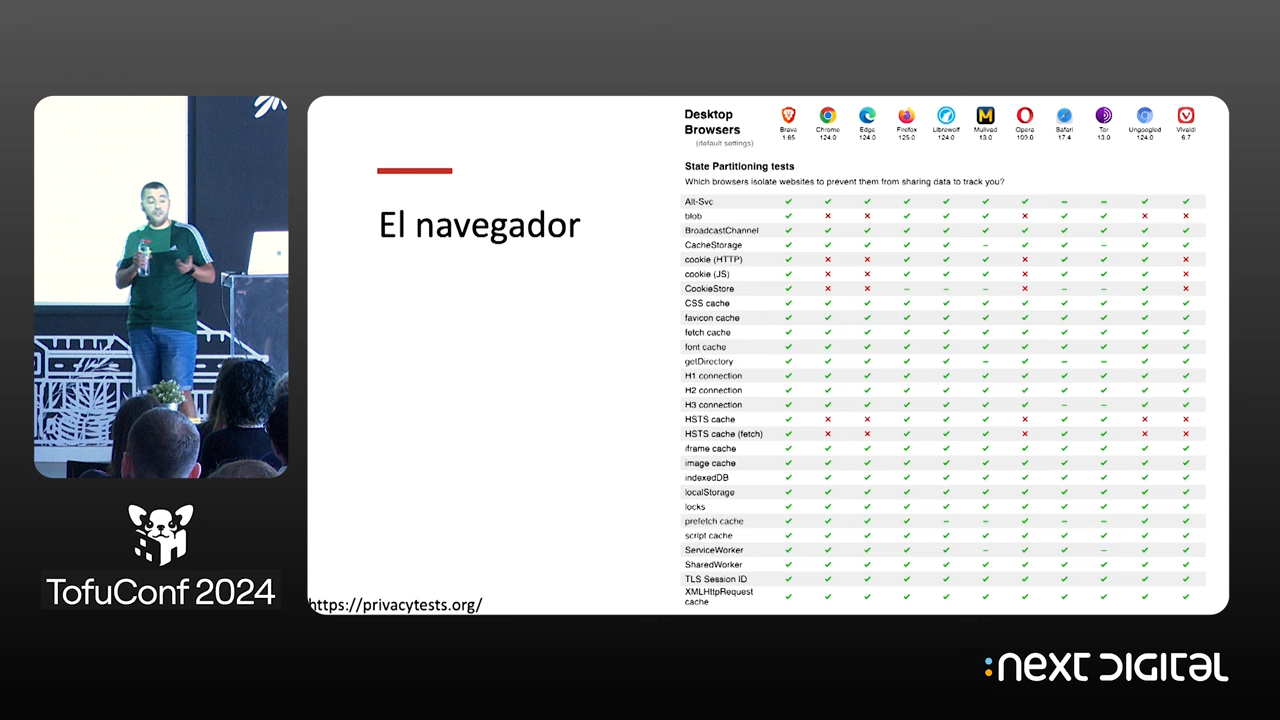 El navegador
https://privacytests.org/
Desktop
Browsers
(default settings)
Brave
1.65
Chrome
124.0
Edge
124.0
Firefox
125.0
Librewolf
124.0
Mullvad
13.0
Opera
109.0
Safari
17.4
Tor
13.0
Ungoogled
124.0
Vivaldi
6.7
State Partitioning tests
Which browsers isolate websites to prevent them from sharing data to track you?
Alt-Svc
blob
BroadcastChannel
CacheStorage
cookie (HTTP)
cookie (JS)
CookieStore
CSS cache
favicon cache
fetch cache
font cache
getDirectory
H1 connection
H2 connection
H3 connection
HSTS cache
HSTS cache (fetch)
iframe cache
image cache
indexedDB
localStorage
locks
prefetch cache
script cache
ServiceWorker
SharedWorker
TLS Session ID
XMLHttpRequest
cache
TofuConf 2024
:NEXT DIGITAL